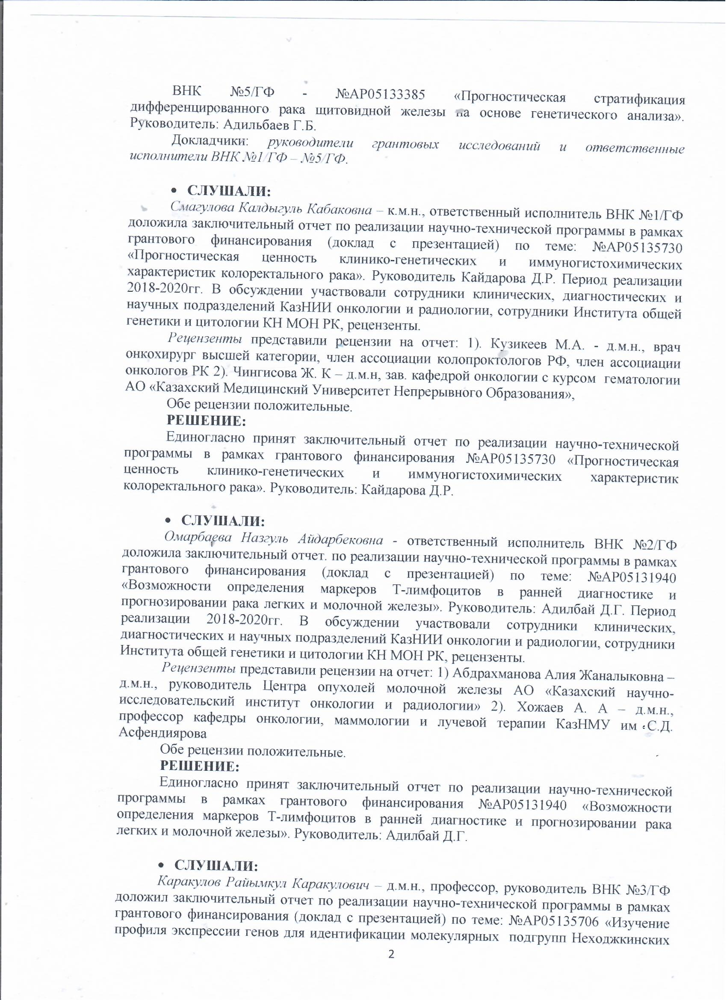 ВНК №5/ГФ - №АР05133385 «Прогностическая стратификация
дифференцированного рака щитовидной железы на основе генетического анализа».
Руководитель: Адильбаев Г.Б.
Докладчики: руководители грантовых исследований и ответственные
исполнители ВНК №1/ГФ – №5/ГФ.
• СЛУШАЛИ:
Смагулова Калдыгуль Кабаковна – к.м.н., ответственный исполнитель ВНК №1/ГФ
доложила заключительный отчет по реализации научно-технической программы в рамках
грантового финансирования (доклад с презентацией) по теме: №АР05135730
«Прогностическая ценность клинико-генетических и иммуногистохимических
характеристик колоректального рака». Руководитель Кайдарова Д.Р. Период реализации
2018-2020гг. В обсуждении участвовали сотрудники клинических, диагностических и
научных подразделений КазНИИ онкологии и радиологии, сотрудники Института общей
генетики и цитологии КН МОН РК, рецензенты.
Рецензенты представили рецензии на отчет: 1). Кузикеев М.А. - д.м.н., врач
онкохирург высшей категории, член ассоциации колопроктологов РФ, член ассоциации
онкологов РК 2). Чингисова Ж. К – д.м.н, зав. кафедрой онкологии с курсом гематологии
АО «Казахский Медицинский Университет Непрерывного Образования»,
Обе рецензии положительные.
РЕШЕНИЕ:
Единогласно принят заключительный отчет по реализации научно-технической
программы в рамках грантового финансирования №АР05135730 «Прогностическая
ценность клинико-генетических и иммуногистохимических характеристик
колоректального рака». Руководитель: Кайдарова Д.Р.
• СЛУШАЛИ:
Омарбаева Назгуль Айдарбековна - ответственный исполнитель ВНК №2/ГФ
доложила заключительный отчет. по реализации научно-технической программы в рамках
грантового финансирования (доклад с презентацией) по теме: №АР05131940
«Возможности определения маркеров Т-лимфоцитов в ранней диагностике и
прогнозировании рака легких и молочной железы». Руководитель: Адилбай Д.Г. Период
реализации 2018-2020гг. В обсуждении участвовали сотрудники клинических,
диагностических и научных подразделений КазНИИ онкологии и радиологии, сотрудники
Института общей генетики и цитологии КН МОН РК, рецензенты.
Рецензенты представили рецензии на отчет: 1) Абдрахманова Алия Жаналыковна –
д.м.н., руководитель Центра опухолей молочной железы АО «Казахский научно-
исследовательский институт онкологии и радиологии» 2). Хожаев А. А – д.м.н.,
профессор кафедры онкологии, маммологии и лучевой терапии КазНМУ им С.Д.
Асфендиярова
Обе рецензии положительные.
РЕШЕНИЕ:
Единогласно принят заключительный отчет по реализации научно-технической
программы в рамках грантового финансирования №АР05131940 «Возможности
определения маркеров Т-лимфоцитов в ранней диагностике и прогнозировании рака
легких и молочной железы». Руководитель: Адилбай Д.Г.
• СЛУШАЛИ:
Каракулов Райымкул Каракулович – д.м.н., профессор, руководитель ВНК №3/ГФ
доложил заключительный отчет по реализации научно-технической программы в рамках
грантового финансирования (доклад с презентацией) по теме: №АР05135706 «Изучение
профиля экспрессии генов для идентификации молекулярных подгрупп Неходжкинских
2